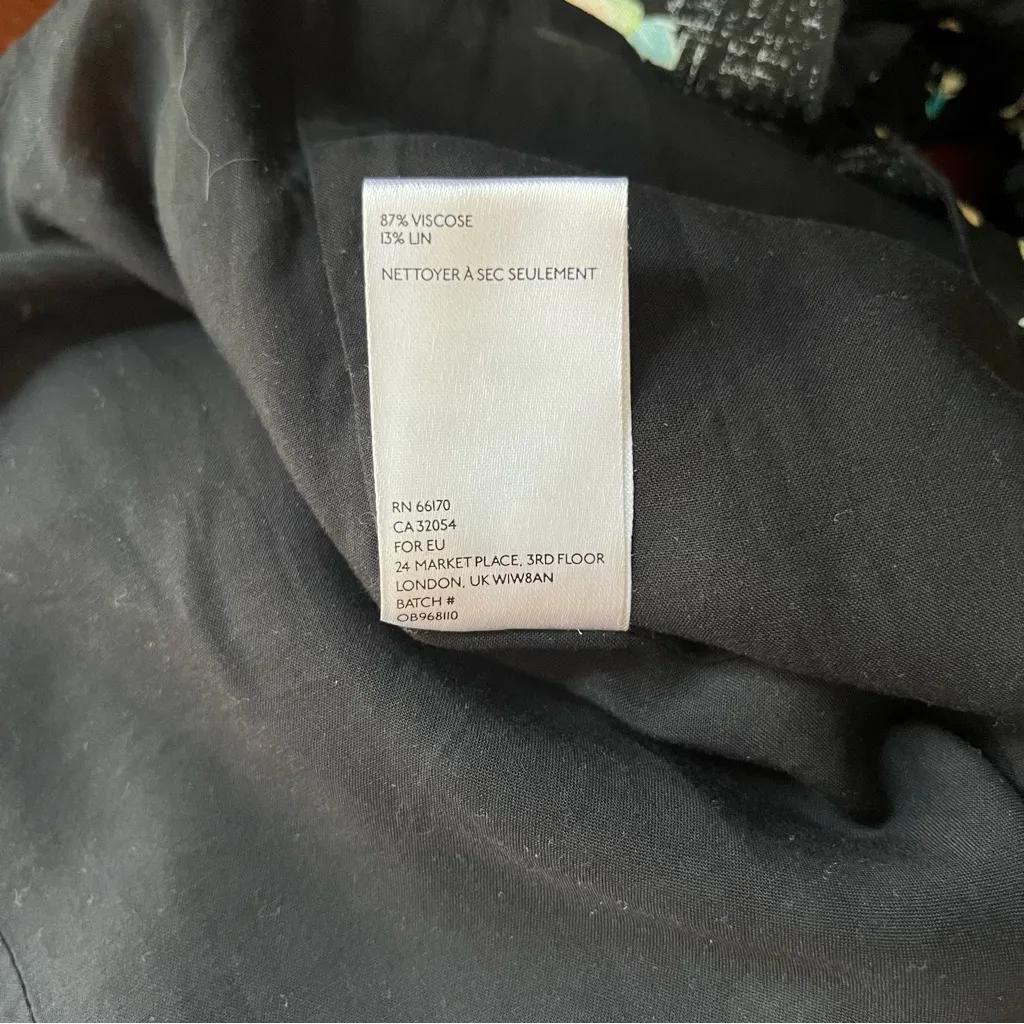 87% VISCOSE
13% LIN
NETTOYER À SEC SEULEMENT
RN 66170
CA 32054
FOR EU
24 MARKET PLACE, 3RD FLOOR
LONDON, UK W1W8AN
BATCH #
OB968110